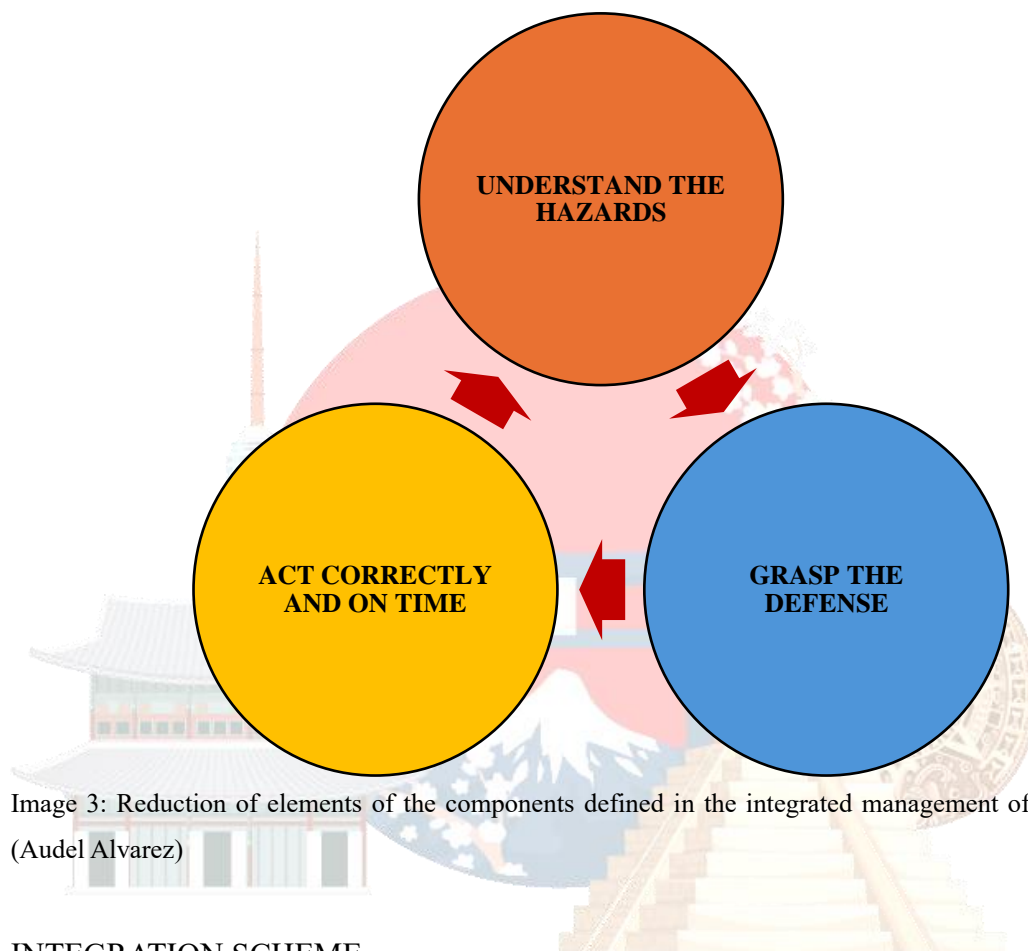 UNDERSTAND THE
HAZARDS
ACT CORRECTLY
AND ON TIME
GRASP THE
DEFENSE
Image 3: Reduction of elements of the components defined in the integrated management of
(Audel Alvarez)
INTEGRATION SCHEME